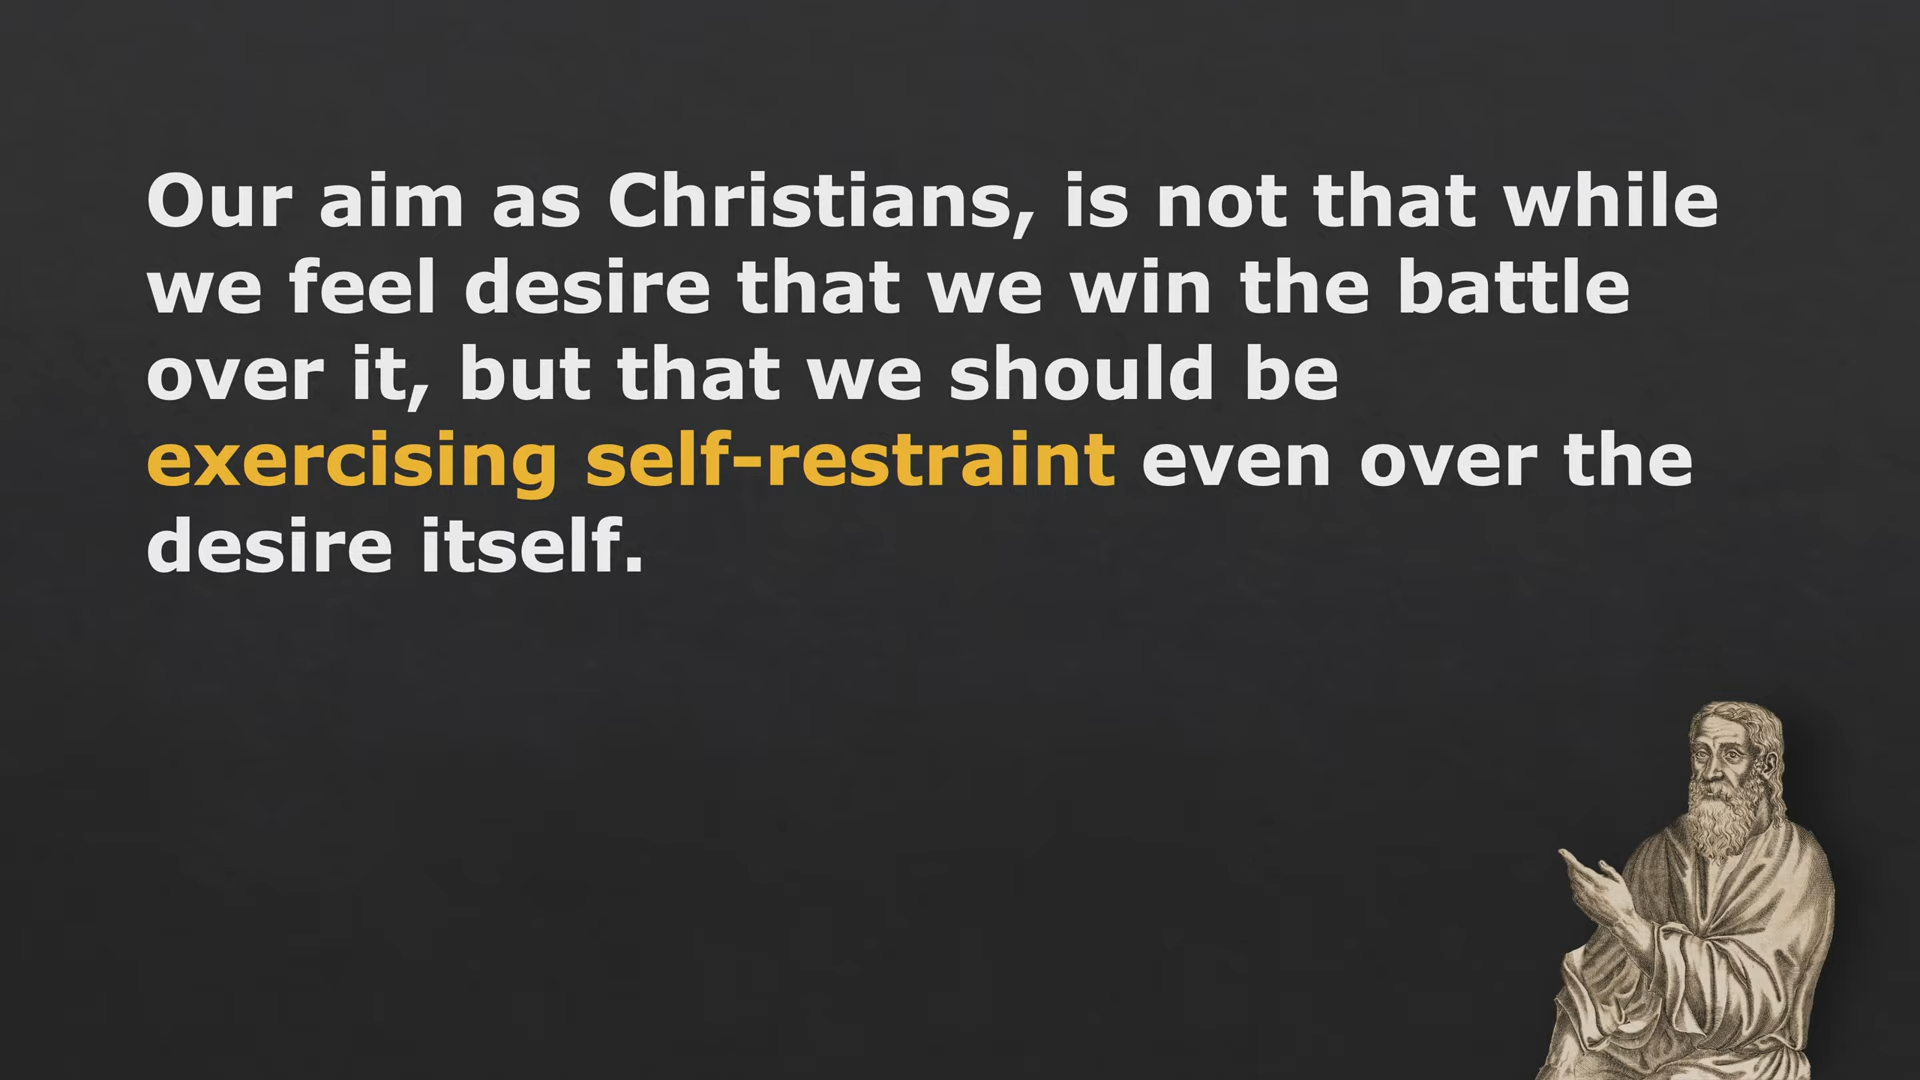 Our aim as Christians, is not that while
we feel desire that we win the battle
over it, but that we should be
exercising self-restraint even over the
desire itself.